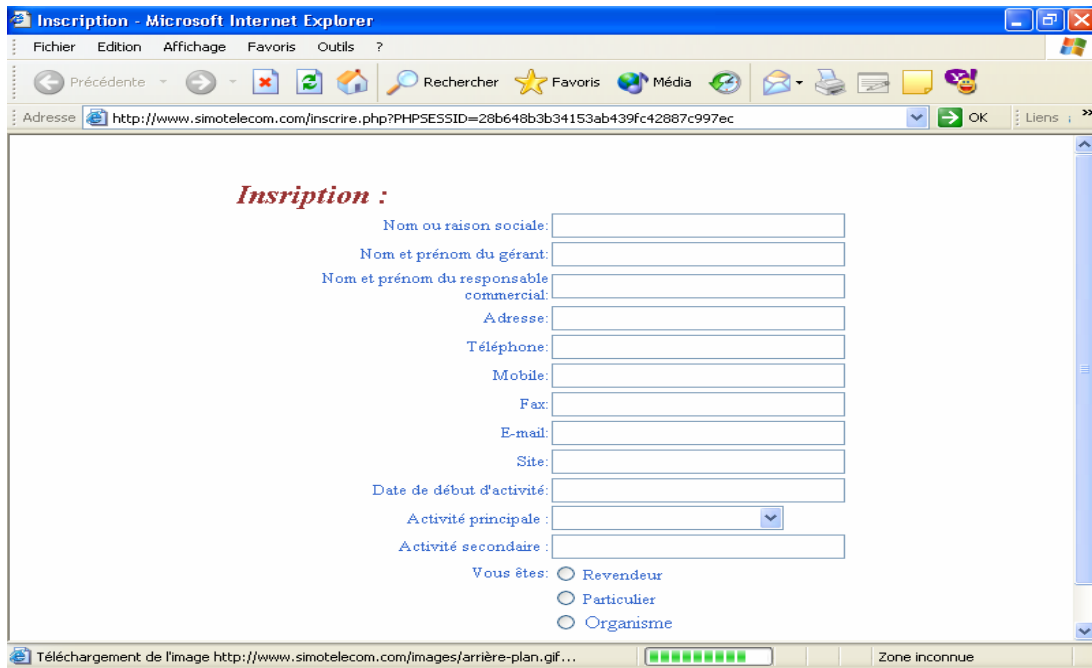 Inscription - Microsoft Internet Explorer
Fichier Edition Affichage Favoris Outils ?
Précédente Rechercher Favoris Média
Adresse http://www.simotelecom.com/inscrire.php?PHPSESSID=28b648b3b34153ab439fc42887c997ec OK Liens »
Insription :
Nom ou raison sociale:
Nom et prénom du gérant:
Nom et prénom du responsable
commercial:
Adresse:
Téléphone:
Mobile:
Fax:
E-mail:
Site:
Date de début d'activité:
Activité principale :
Activité secondaire :
Vous êtes: Revendeur
Particulier
Organisme
Téléchargement de l'image http://www.simotelecom.com/images/arrière-plan.gif... Zone inconnue